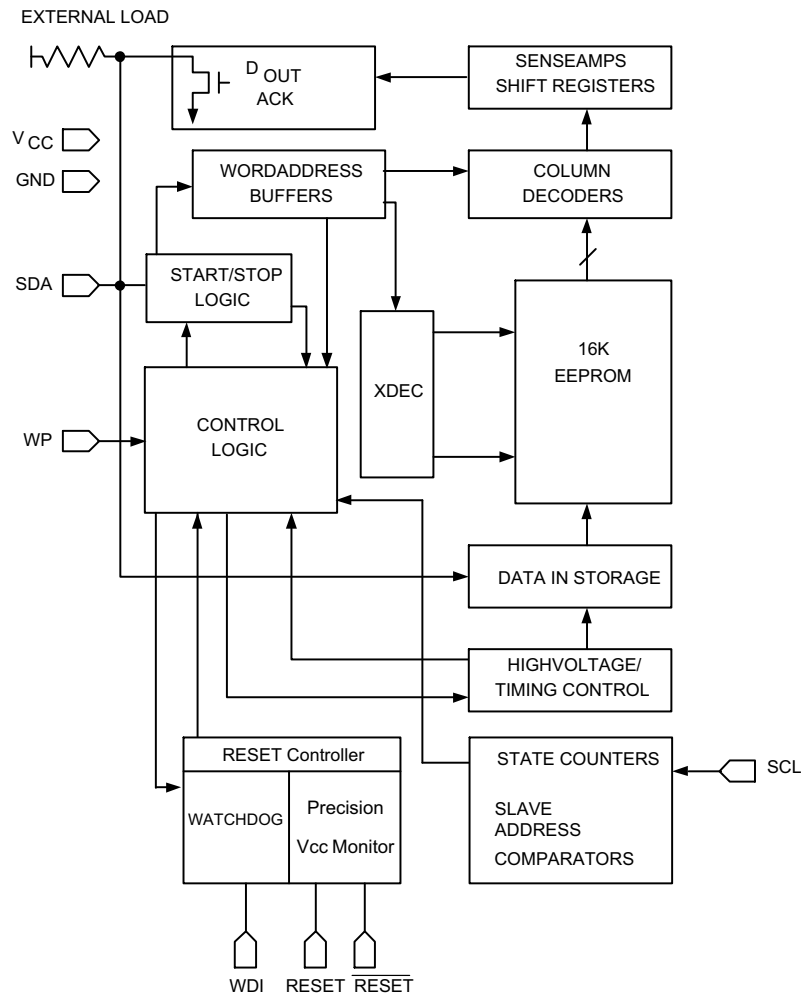 EXTERNAL LOAD
D OUT
ACK
SENSEAMPS
SHIFT REGISTERS
VCC
GND
WORDADDRESS
BUFFERS
COLUMN
DECODERS
SDA
START/STOP
LOGIC
XDEC
16K
EEPROM
WP
CONTROL
LOGIC
DATA IN STORAGE
HIGHVOLTAGE/
TIMING CONTROL
RESET Controller
WATCHDOG
Precision
Vcc Monitor
STATE COUNTERS
SLAVE
ADDRESS
COMPARATORS
SCL
WDI
RESET
RESET